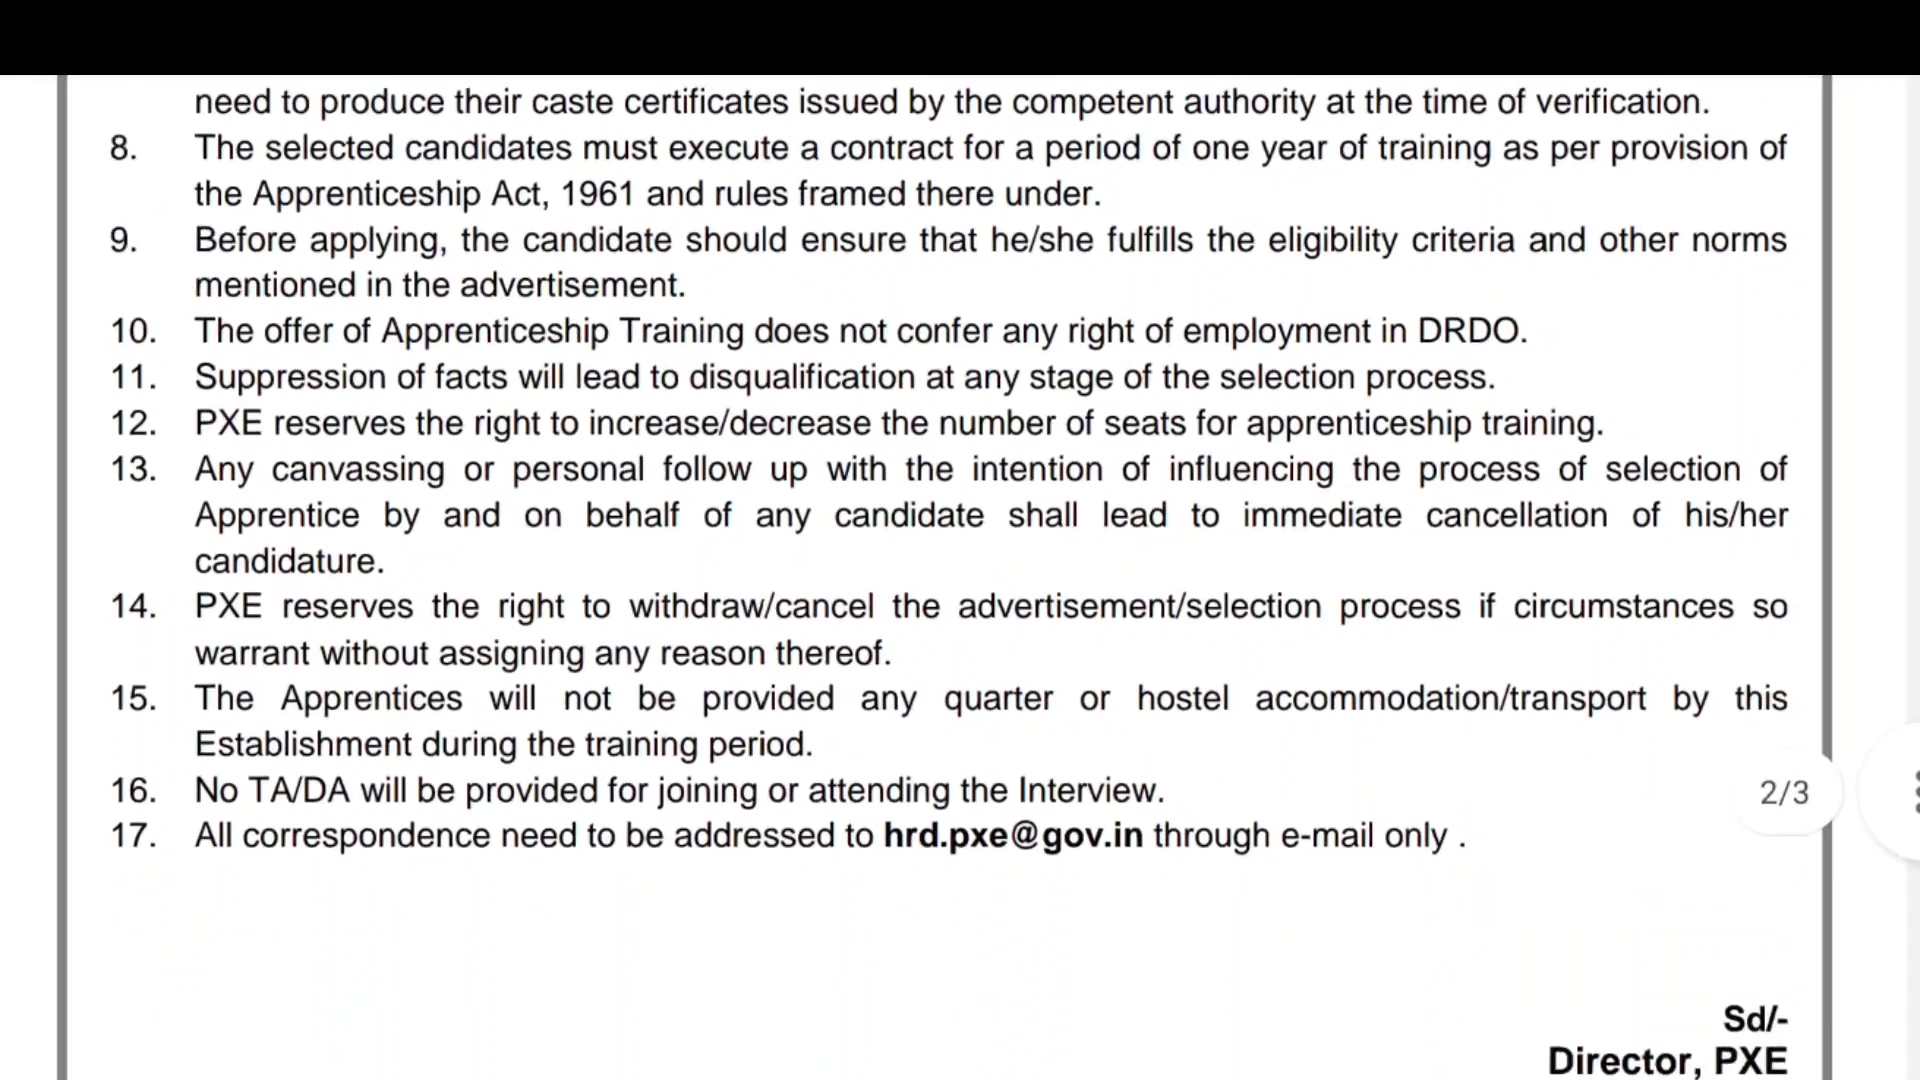 need to produce their caste certificates issued by the competent authority at the time of verification.
8. The selected candidates must execute a contract for a period of one year of training as per provision of
the Apprenticeship Act, 1961 and rules framed there under.
9. Before applying, the candidate should ensure that he/she fulfills the eligibility criteria and other norms
mentioned in the advertisement.
10. The offer of Apprenticeship Training does not confer any right of employment in DRDO.
11. Suppression of facts will lead to disqualification at any stage of the selection process.
12. PXE reserves the right to increase/decrease the number of seats for apprenticeship training.
13. Any canvassing or personal follow up with the intention of influencing the process of selection of
Apprentice by and on behalf of any candidate shall lead to immediate cancellation of his/her
candidature.
14. PXE reserves the right to withdraw/cancel the advertisement/selection process if circumstances so
warrant without assigning any reason thereof.
15. The Apprentices will not be provided any quarter or hostel accommodation/transport by this
Establishment during the training period.
16. No TA/DA will be provided for joining or attending the Interview.
2/3
17. All correspondence need to be addressed to hrd.pxe@gov.in through e-mail only .
Sd/-
Director, PXE